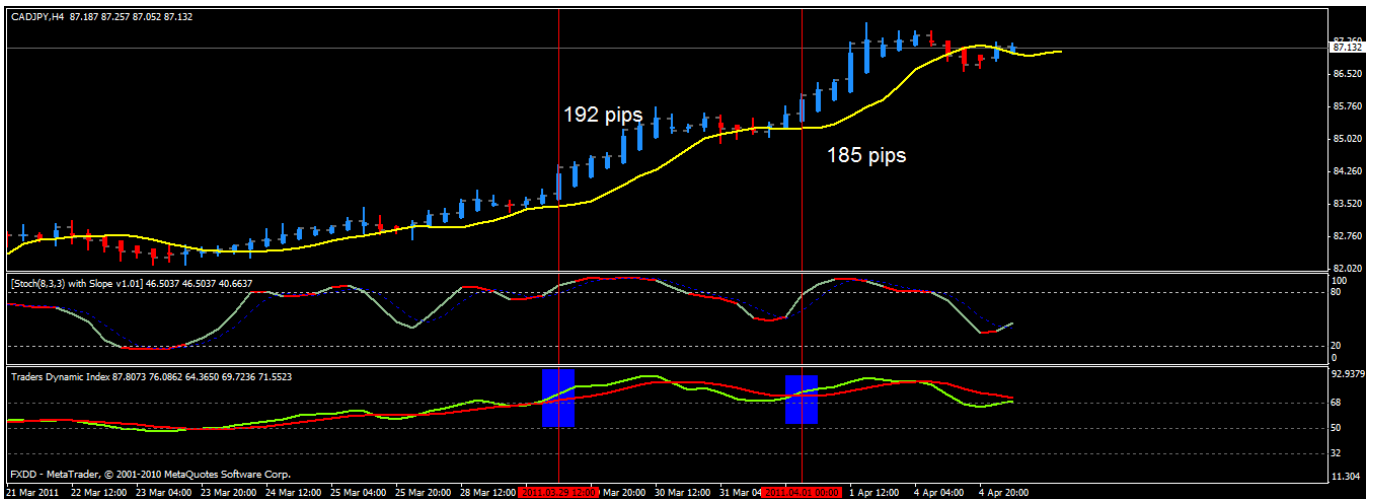 CADJPY,H4 87.187 87.257 87.052 87.132
87.260
87.132
86.520
85.760
85.020
84.260
83.520
82.760
82.020
192 pips
185 pips
[Stoch(8,3,3) with Slope v1.01] 46.5037 46.5037 40.6637
100
80
20
0
Traders Dynamic Index 87.8073 76.0862 64.3650 69.7236 71.5523
92.9379
68
50
32
11.304
FXDD - MetaTrader, © 2001-2010 MetaQuotes Software Corp.
21 Mar 2011 22 Mar 12:00 23 Mar 04:00 23 Mar 20:00 24 Mar 12:00 25 Mar 04:00 25 Mar 20:00 28 Mar 12:00 2011.03.29 12:00 Mar 20:00 30 Mar 12:00 31 Mar 04 2011.04.01 00:00 1 Apr 12:00 4 Apr 04:00 4 Apr 20:00